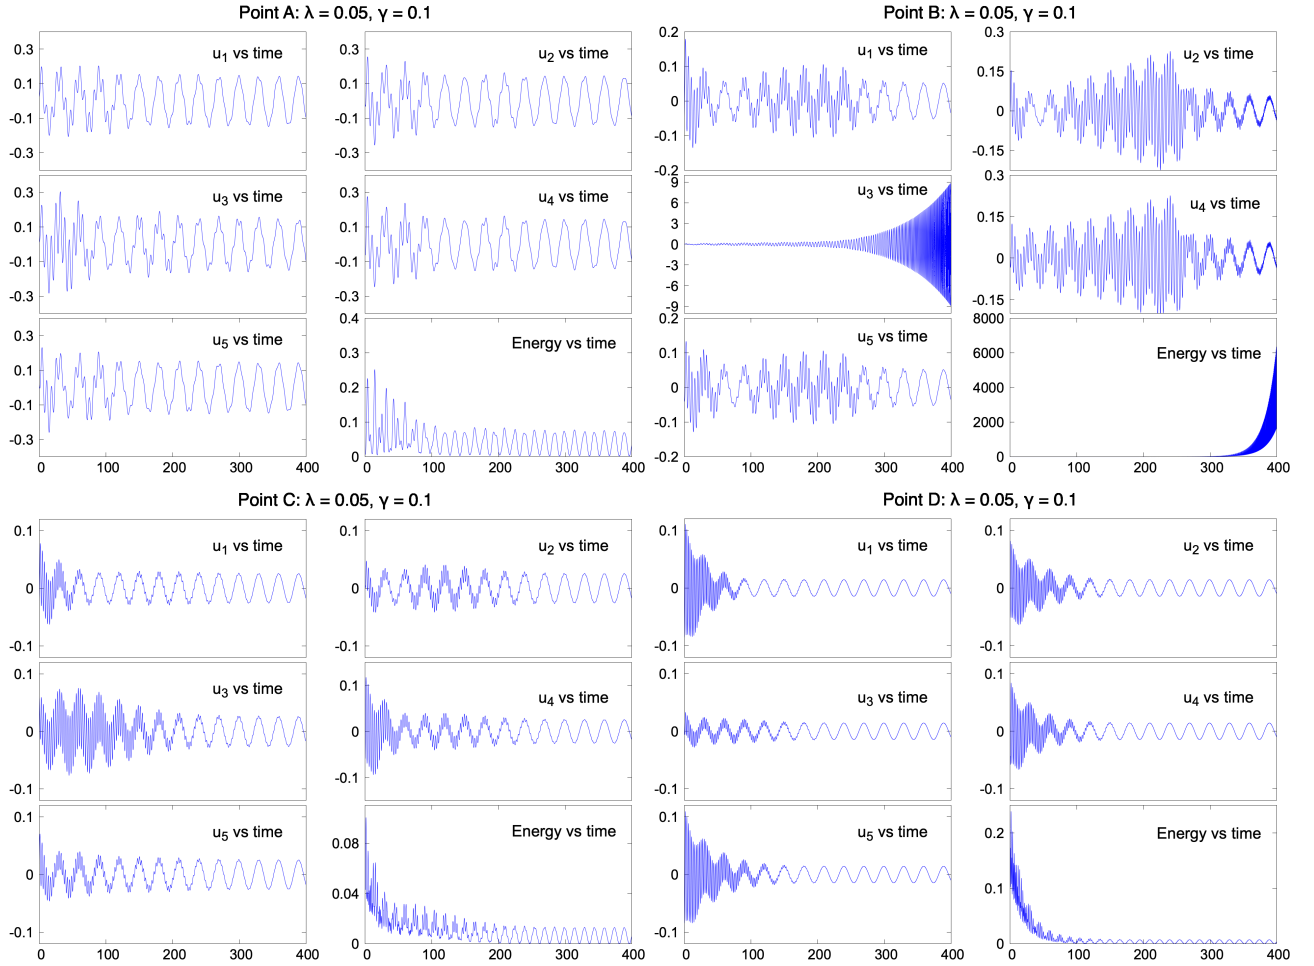 Point A: λ = 0.05, γ = 0.1
0.3
0.1
-0.1
-0.3
u1 vs time
0.3
0.1
-0.1
-0.3
u2 vs time
0.3
0.1
-0.1
-0.3
u3 vs time
0.3
0.1
-0.1
-0.3
u4 vs time
0.3
0.1
-0.1
-0.3
u5 vs time
0 100 200 300 400
0.4
0.3
0.2
0.1
0
Energy vs time
0 100 200 300 400
Point B: λ = 0.05, γ = 0.1
0.2
0.1
0
-0.1
-0.2
u1 vs time
0.3
0.15
0
-0.15
u2 vs time
9
6
3
0
-3
-6
-9
u3 vs time
0.3
0.15
0
-0.15
u4 vs time
0.2
0.1
0
-0.1
-0.2
u5 vs time
0 100 200 300 400
8000
6000
4000
2000
0
Energy vs time
0 100 200 300 400
Point C: λ = 0.05, γ = 0.1
0.1
0
-0.1
u1 vs time
0.1
0
-0.1
u2 vs time
0.1
0
-0.1
u3 vs time
0.1
0
-0.1
u4 vs time
0.1
0
-0.1
u5 vs time
0 100 200 300 400
0.08
0.04
0
Energy vs time
0 100 200 300 400
Point D: λ = 0.05, γ = 0.1
0.1
0
-0.1
u1 vs time
0.1
0
-0.1
u2 vs time
0.1
0
-0.1
u3 vs time
0.1
0
-0.1
u4 vs time
0.1
0
-0.1
u5 vs time
0 100 200 300 400
0.2
0.1
0
Energy vs time
0 100 200 300 400